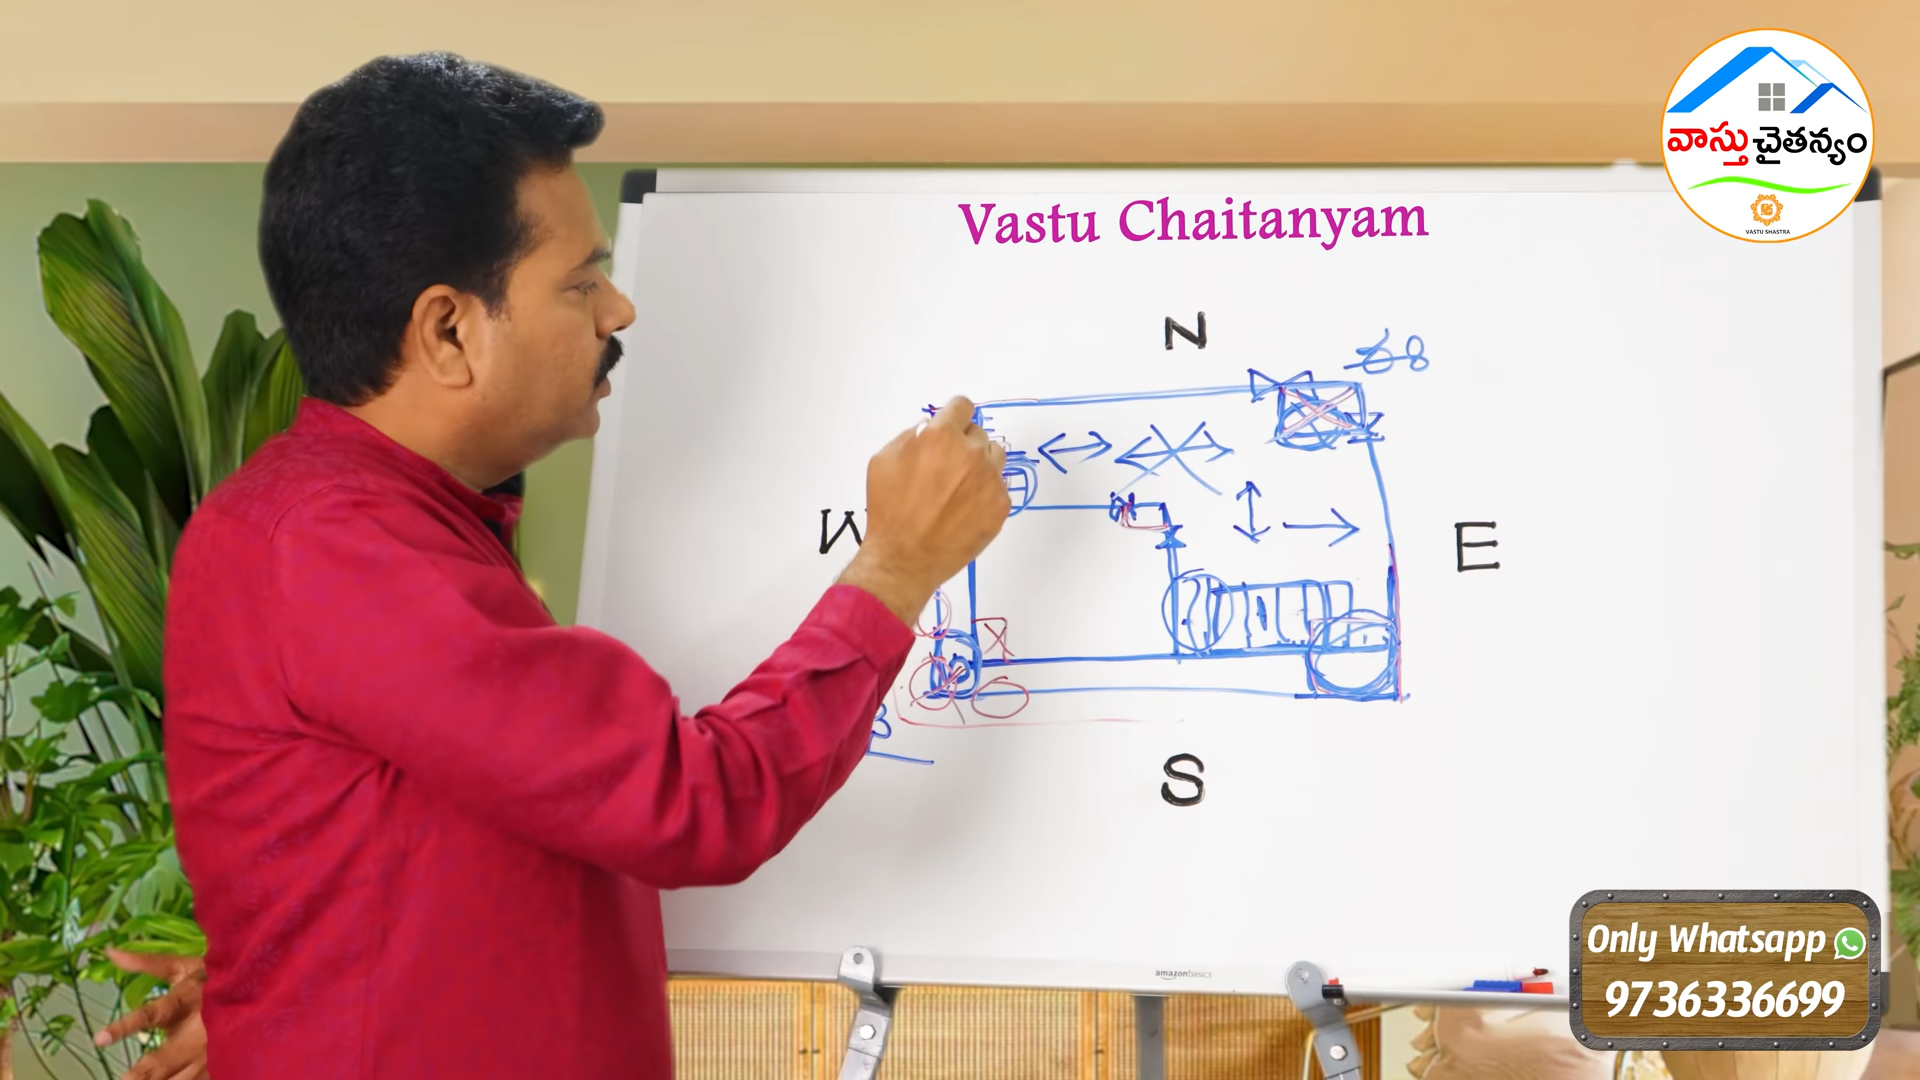 వాస్తు చైతన్యం
VASTU SHASTRA
Vastu Chaitanyam
N
W
E
S
amazonbasics
Only Whatsapp
9736336699